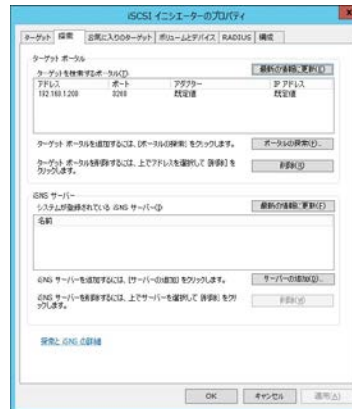 iSCSI イニシエーターのプロパティ
ターゲット 探索 お気に入りのターゲット ボリュームとデバイス RADIUS 構成
ターゲット ポータル
ターゲットを検索するポータル(T) 最新の情報に更新(E)
アドレス ポート アダプター IP アドレス
192.168.1.200 3260 既定値 既定値
ターゲット ポータルを追加するには、[ポータルの探索] をクリックします。 ポータルの探索(P)...
ターゲット ポータルを削除するには、上でアドレスを選択して [削除] を 削除(R)
クリックします。
iSNS サーバー
システムが登録されている iSNS サーバー(I) 最新の情報に更新(F)
名前
iSNS サーバーを追加するには、[サーバーの追加] をクリックします。 サーバーの追加(D)...
iSNS サーバーを削除するには、上でサーバーを選択して [削除] をクリ 削除(M)
ックします。
探索と iSNS の詳細
OK キャンセル 適用(A)